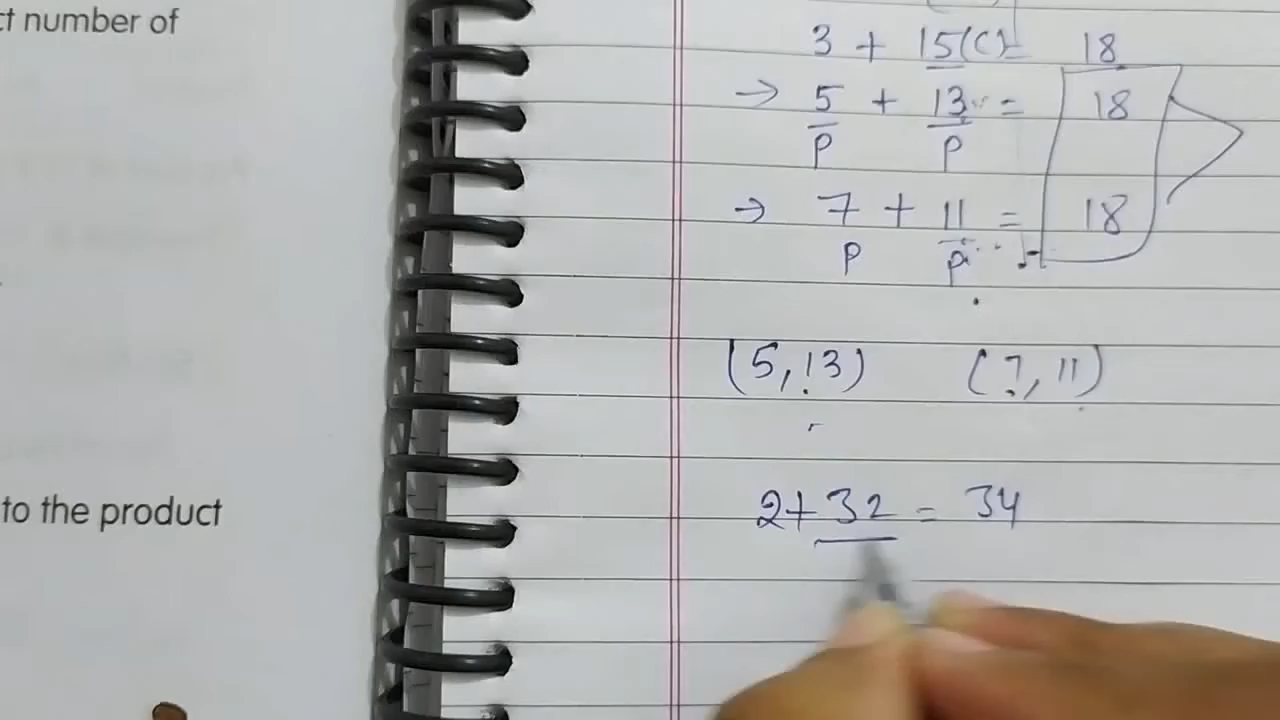 ct number of
3 + 15(C)= 18
→ 5 + 13 = 18
P P
→ 7 + 11 = 18
P P
(5, 13) (7, 11)
2+32 = 34
to the product